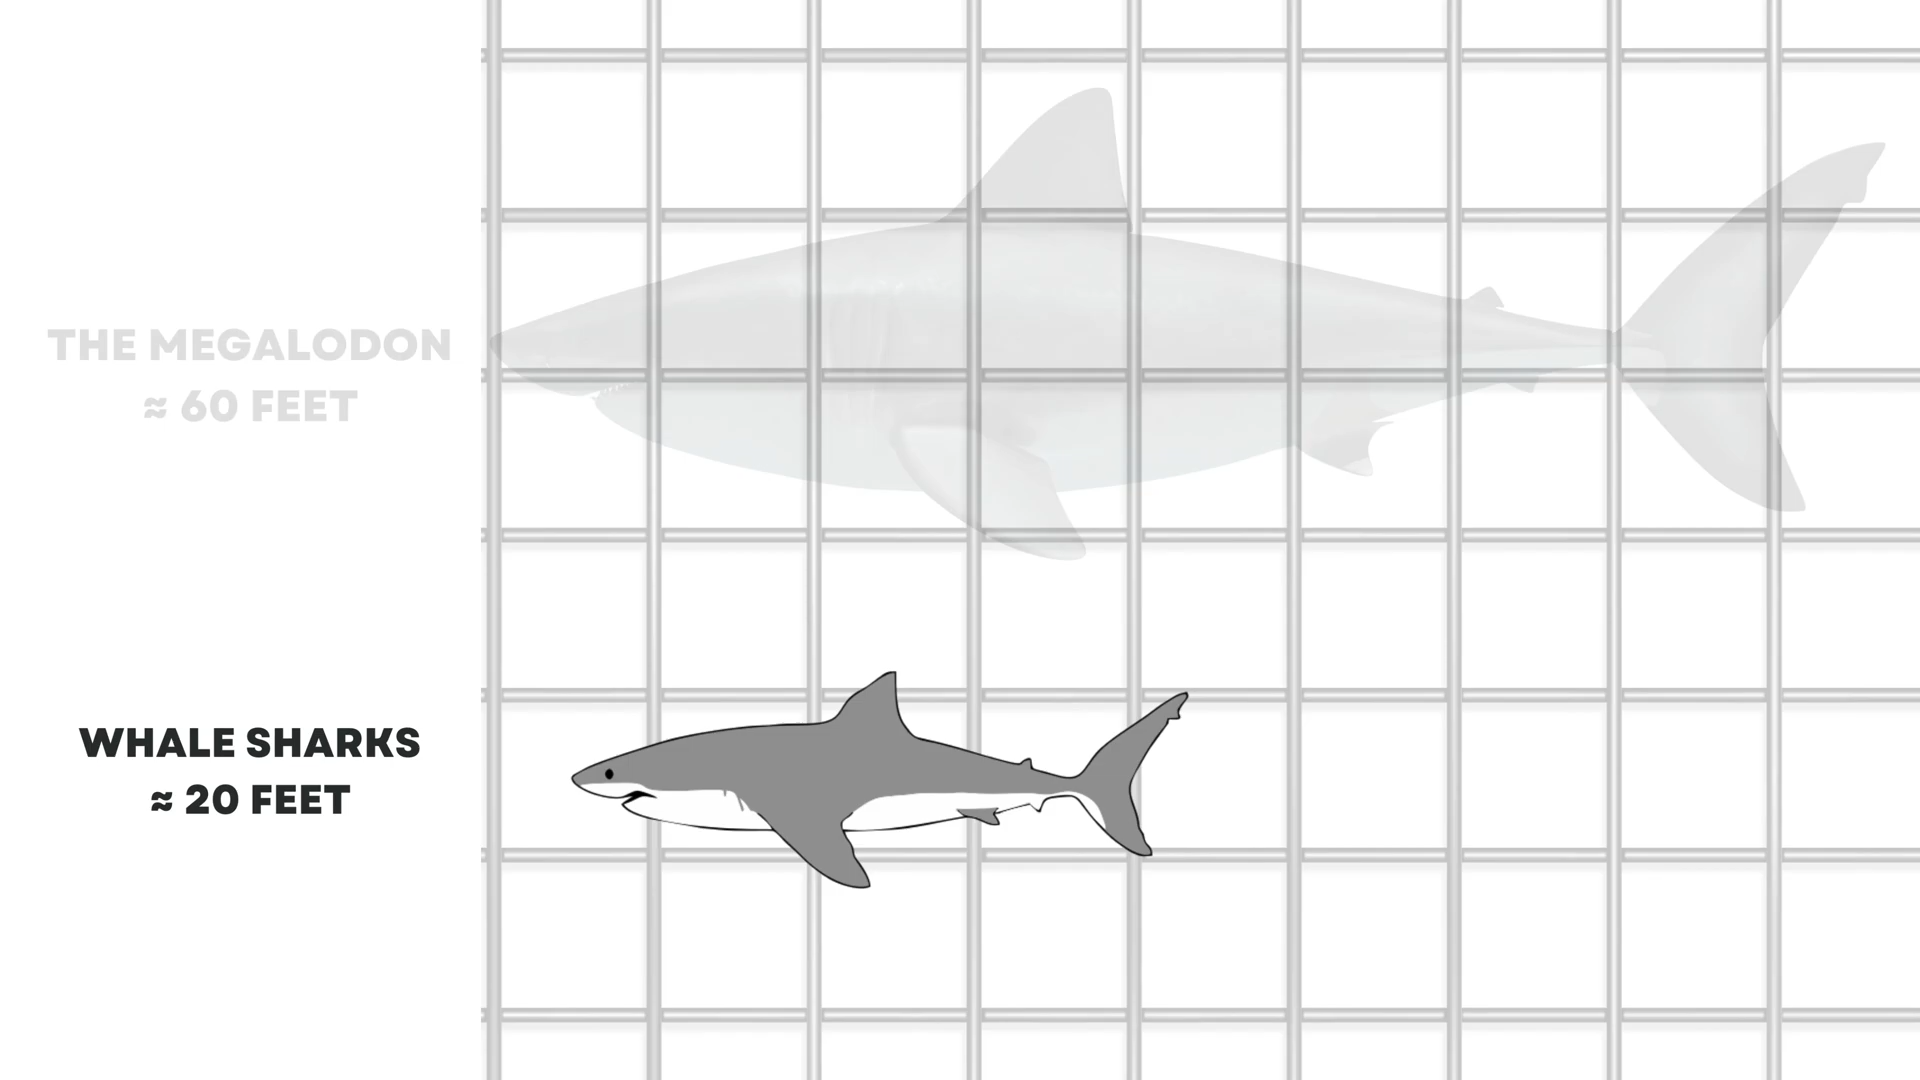 THE MEGALODON
≈ 60 FEET
WHALE SHARKS
≈ 20 FEET